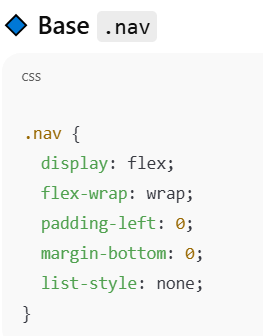 Base .nav
css
.nav {
  display: flex;
  flex-wrap: wrap;
  padding-left: 0;
  margin-bottom: 0;
  list-style: none;
}